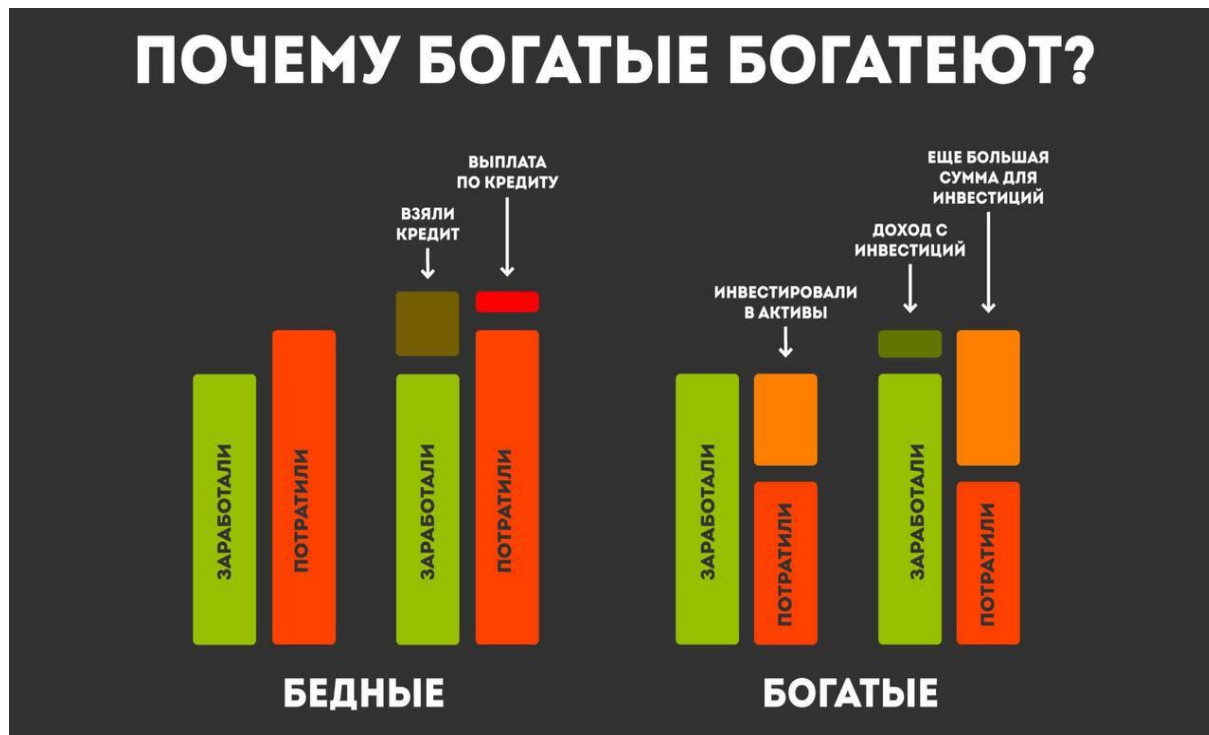 ПОЧЕМУ БОГАТЫЕ БОГАТЕЮТ?
ВЗЯЛИ
КРЕДИТ
ВЫПЛАТА
ПО КРЕДИТУ
ЗАРАБОТАЛИ
ПОТРАТИЛИ
ЗАРАБОТАЛИ
ПОТРАТИЛИ
БЕДНЫЕ
ИНВЕСТИРОВАЛИ
В АКТИВЫ
ДОХОД С
ИНВЕСТИЦИЙ
ЕЩЕ БОЛЬШАЯ
СУММА ДЛЯ
ИНВЕСТИЦИЙ
ЗАРАБОТАЛИ
ПОТРАТИЛИ
ЗАРАБОТАЛИ
ПОТРАТИЛИ
БОГАТЫЕ